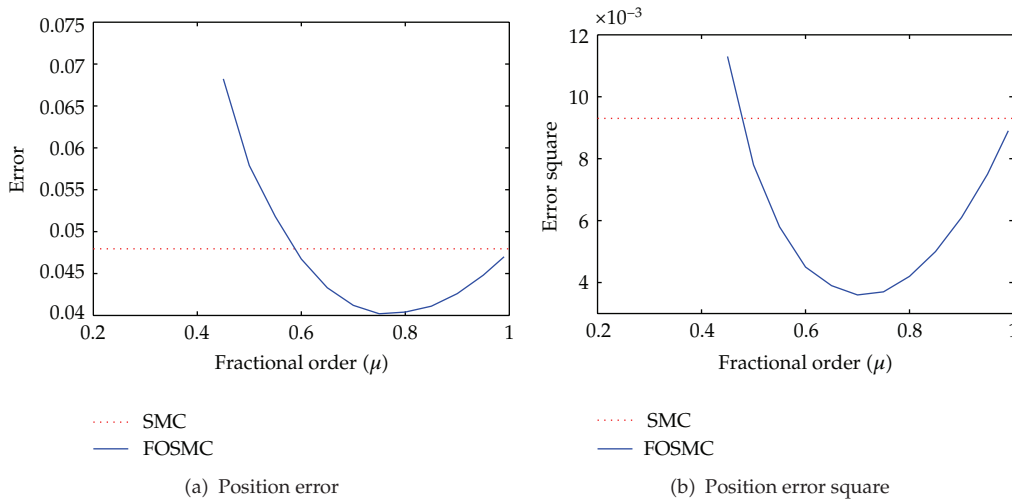 0.075
0.07
0.065
0.06
0.055
0.05
0.045
0.04
Error
0.2 0.4 0.6 0.8 1
Fractional order (μ)
SMC
FOSMC
(a) Position error
×10⁻³
12
10
8
6
4
Error square
0.2 0.4 0.6 0.8 1
Fractional order (μ)
SMC
FOSMC
(b) Position error square